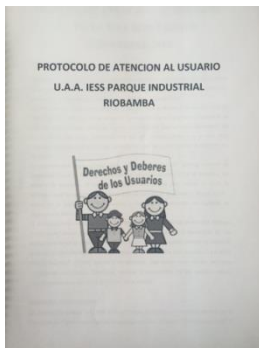 PROTOCOLO DE ATENCION AL USUARIO
U.A.A. IESS PARQUE INDUSTRIAL
RIOBAMBA
Derechos y Deberes
de los Usuarios